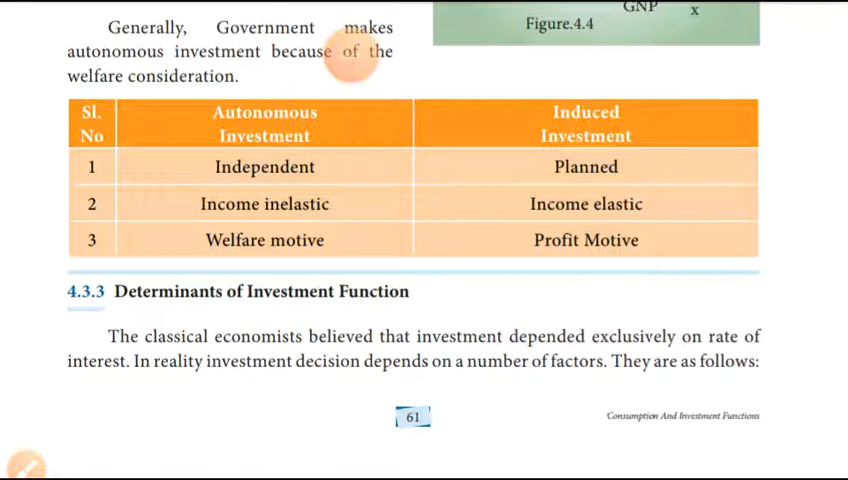 GNP
x
Figure.4.4
Generally, Government makes
autonomous investment because of the
welfare consideration.
Sl. No
Autonomous Investment
Induced Investment
1 Independent Planned
2 Income inelastic Income elastic
3 Welfare motive Profit Motive
4.3.3 Determinants of Investment Function
The classical economists believed that investment depended exclusively on rate of
interest. In reality investment decision depends on a number of factors. They are as follows:
61
Consumption And Investment Functions